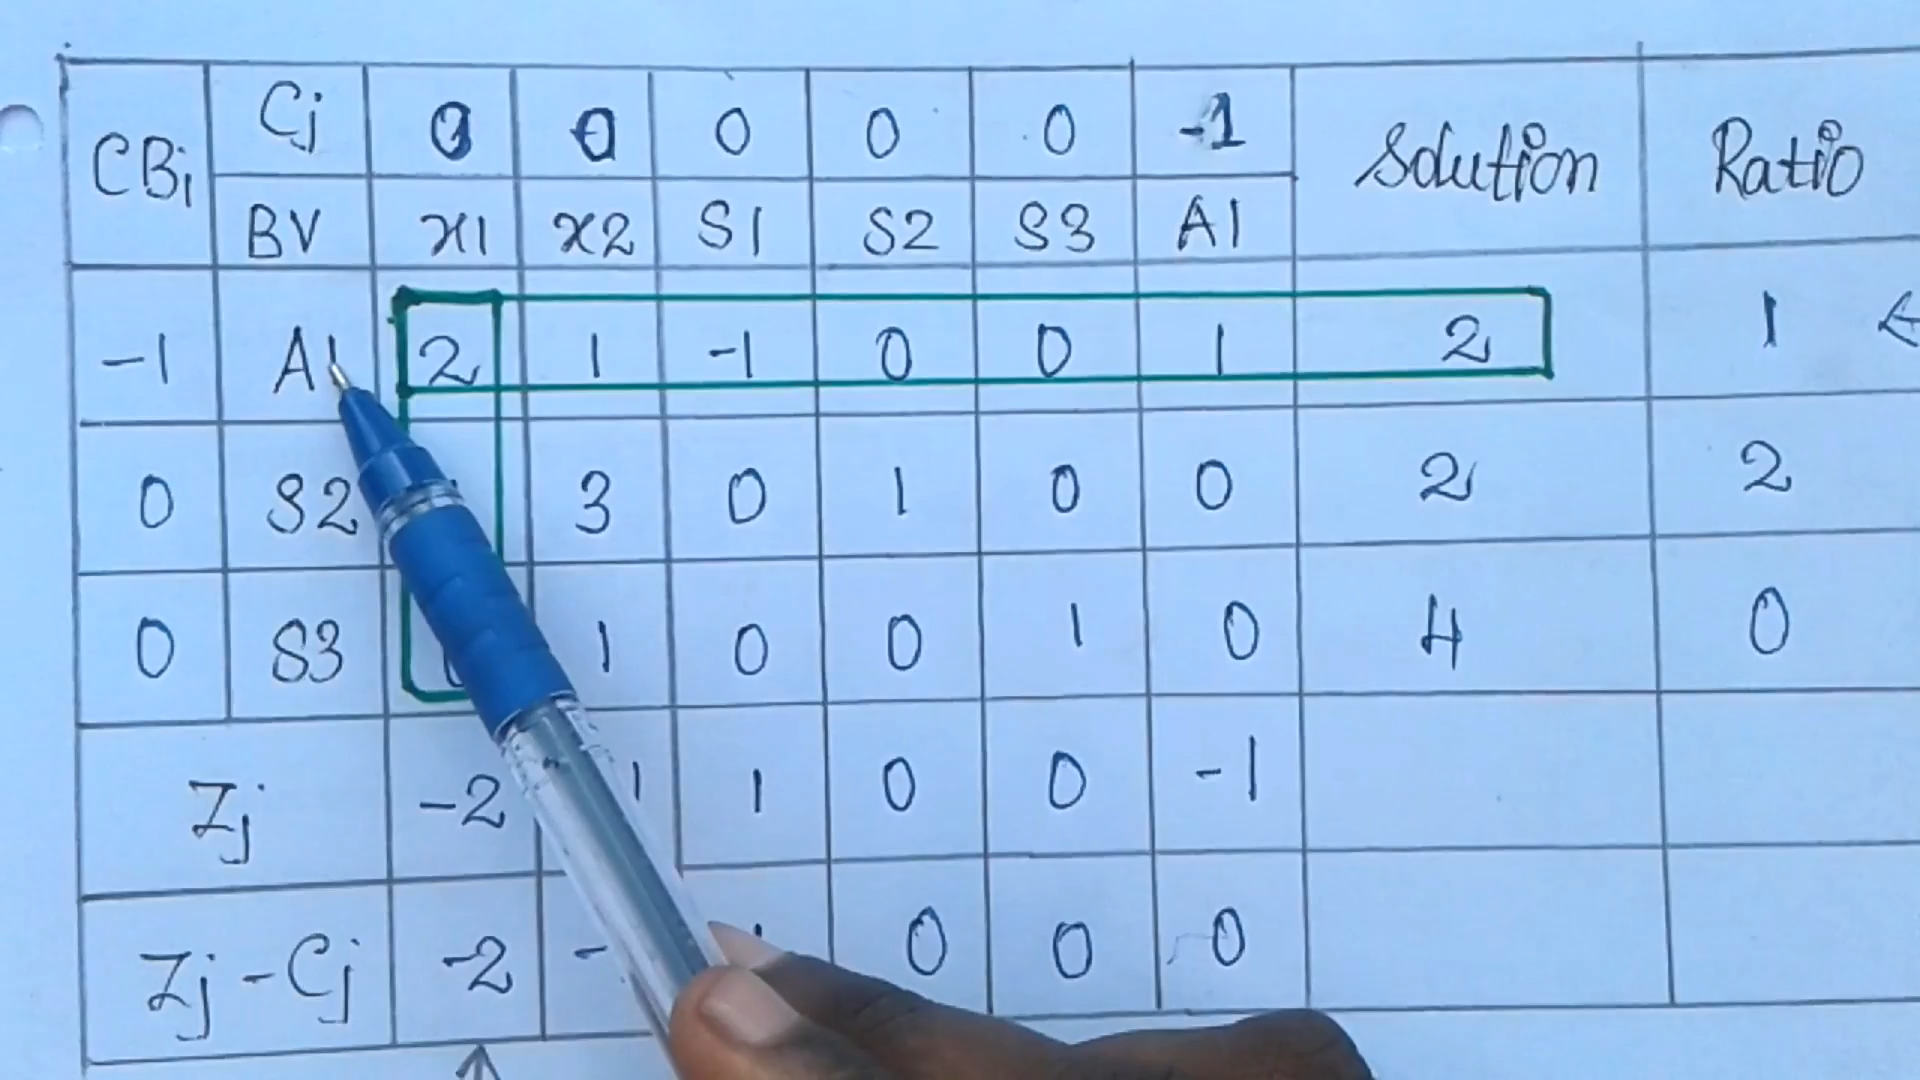 CBi Cj 0 0 0 0 0 -1 Solution Ratio
BV x1 x2 S1 S2 S3 A1
-1 A1 2 1 -1 0 0 1 2 1 ←
0 S2 3 0 1 0 0 2 2
0 S3 1 0 0 1 0 4 0
Zj -2 1 1 0 0 -1
Zj - Cj -2 - 0 0 0
↑